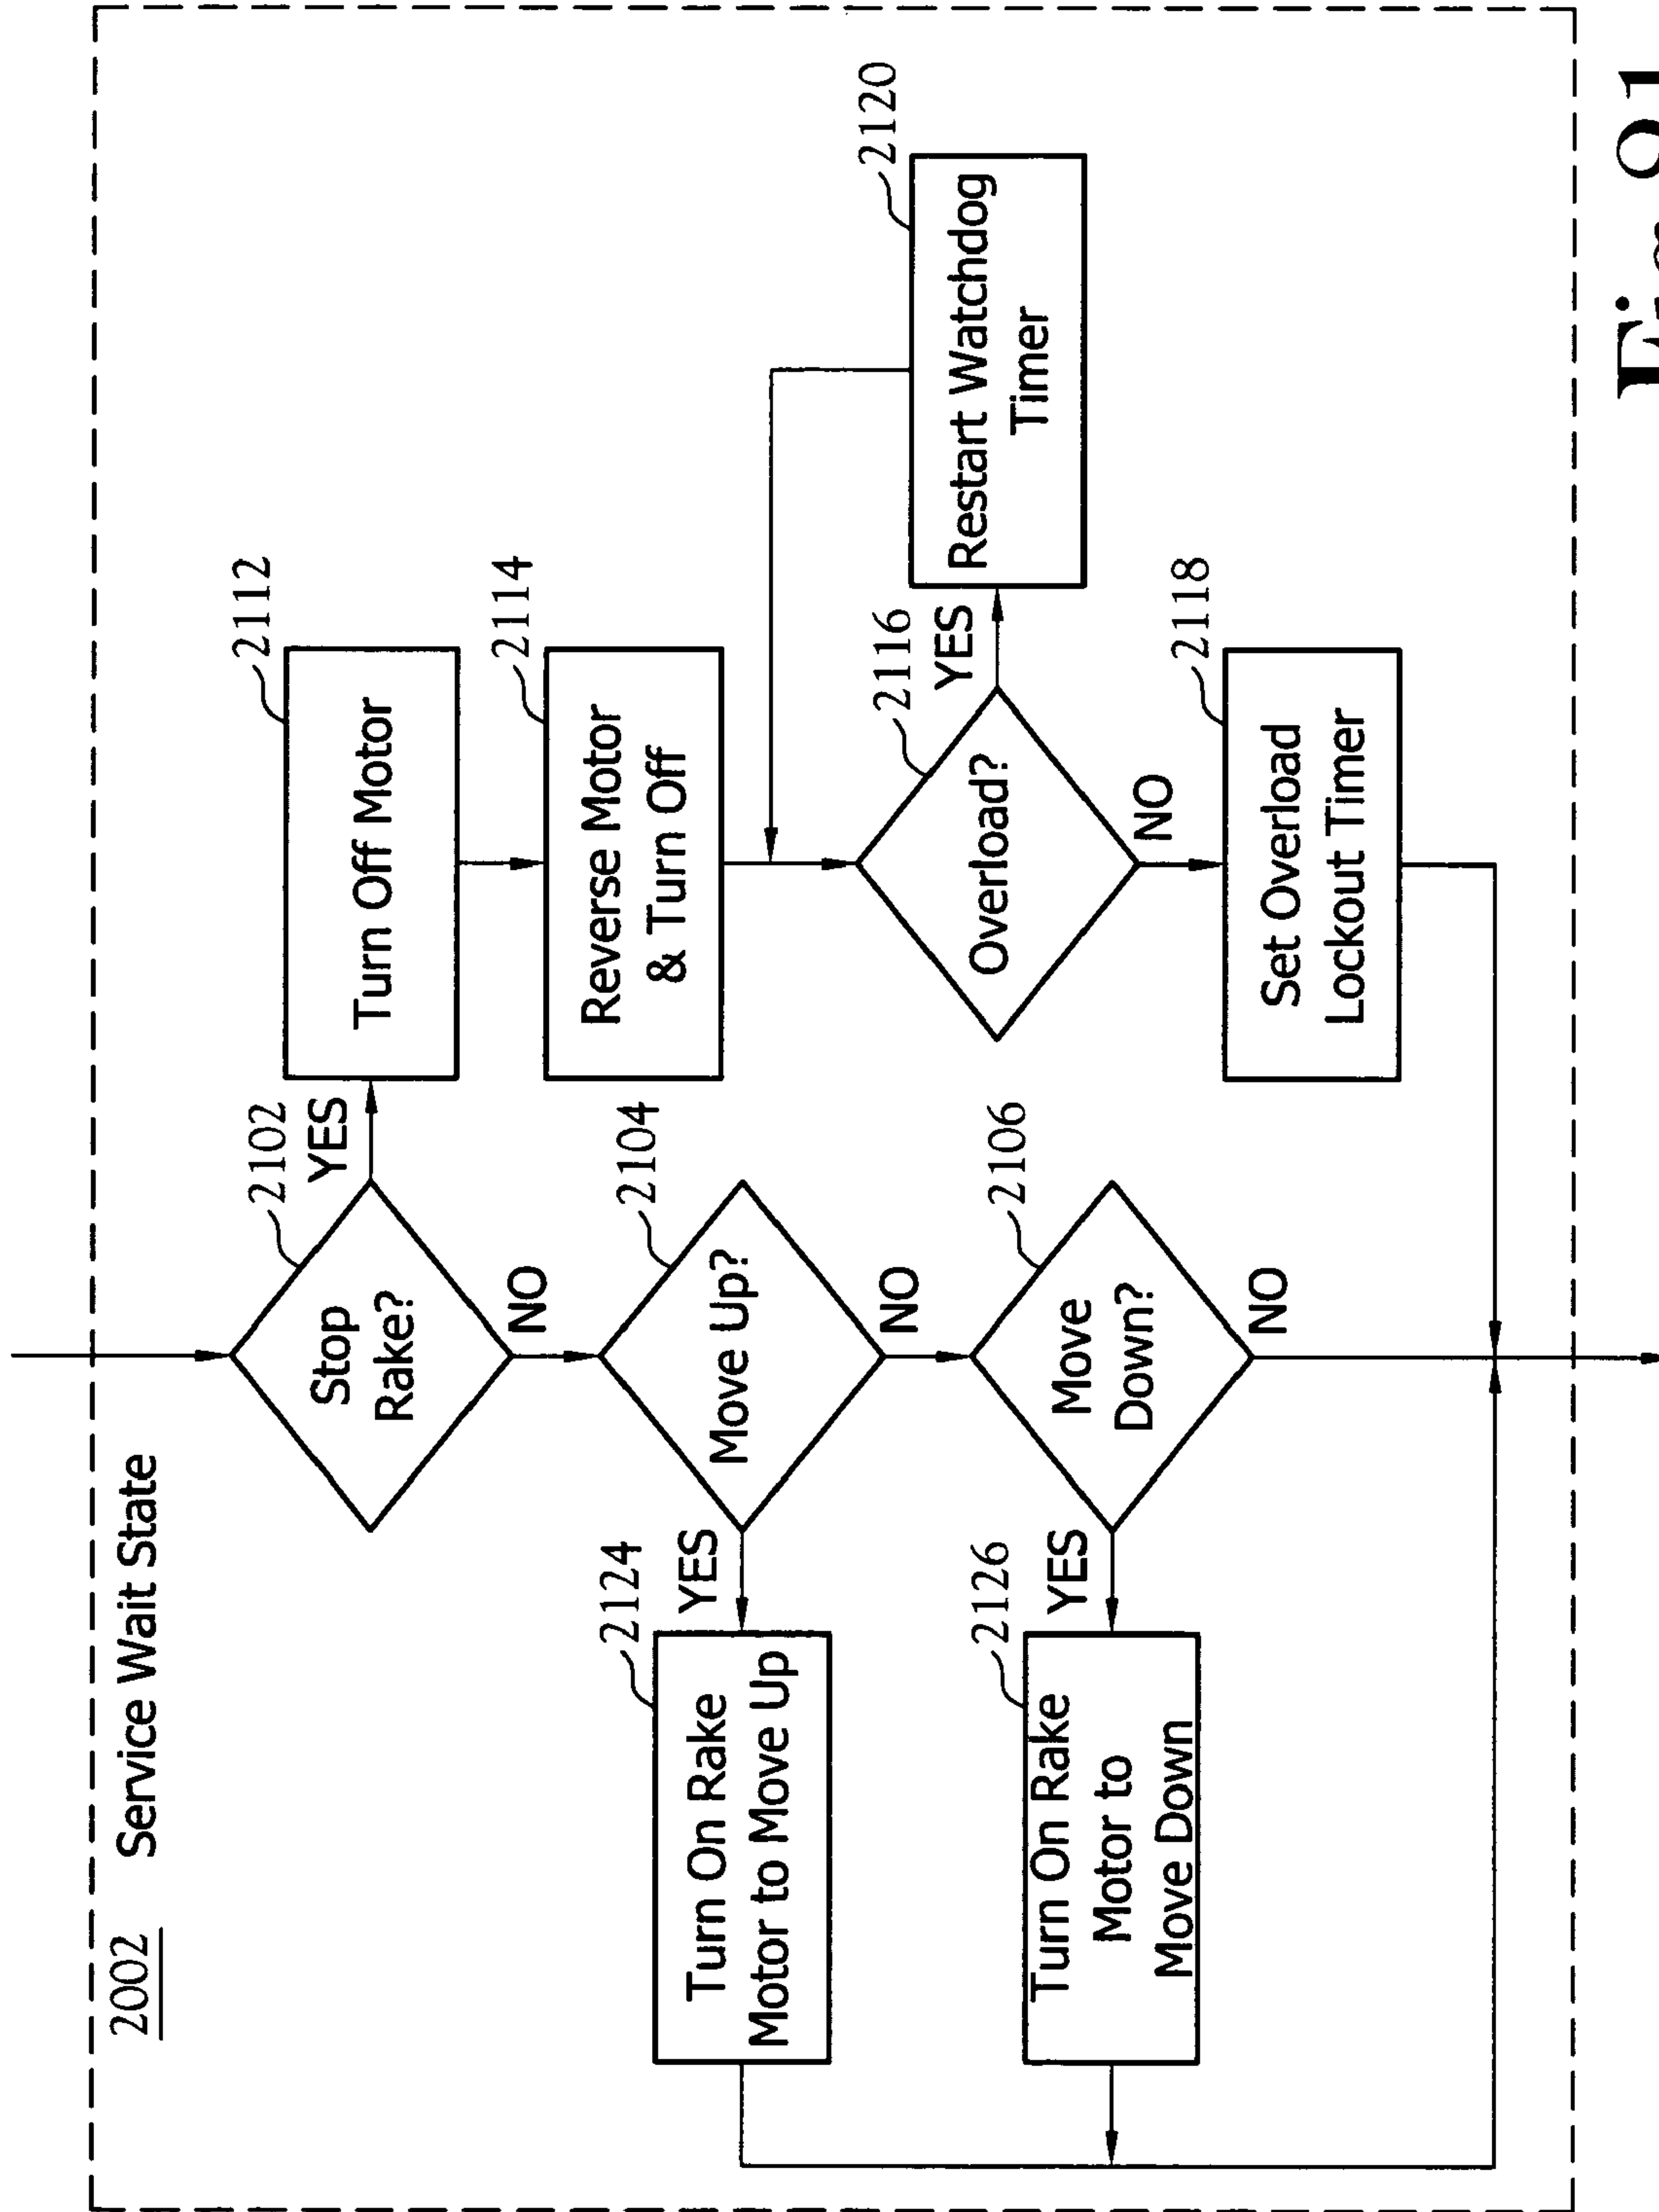 2002 Service Wait State
2102
Stop
Rake?
YES
NO
2112
Turn Off Motor
2114
Reverse Motor
& Turn Off
2104
Move Up?
YES
NO
2124
Turn On Rake
Motor to Move Up
2116
Overload?
YES
NO
2120
Restart Watchdog
Timer
2106
Move
Down?
YES
NO
2126
Turn On Rake
Motor to
Move Down
2118
Set Overload
Lockout Timer